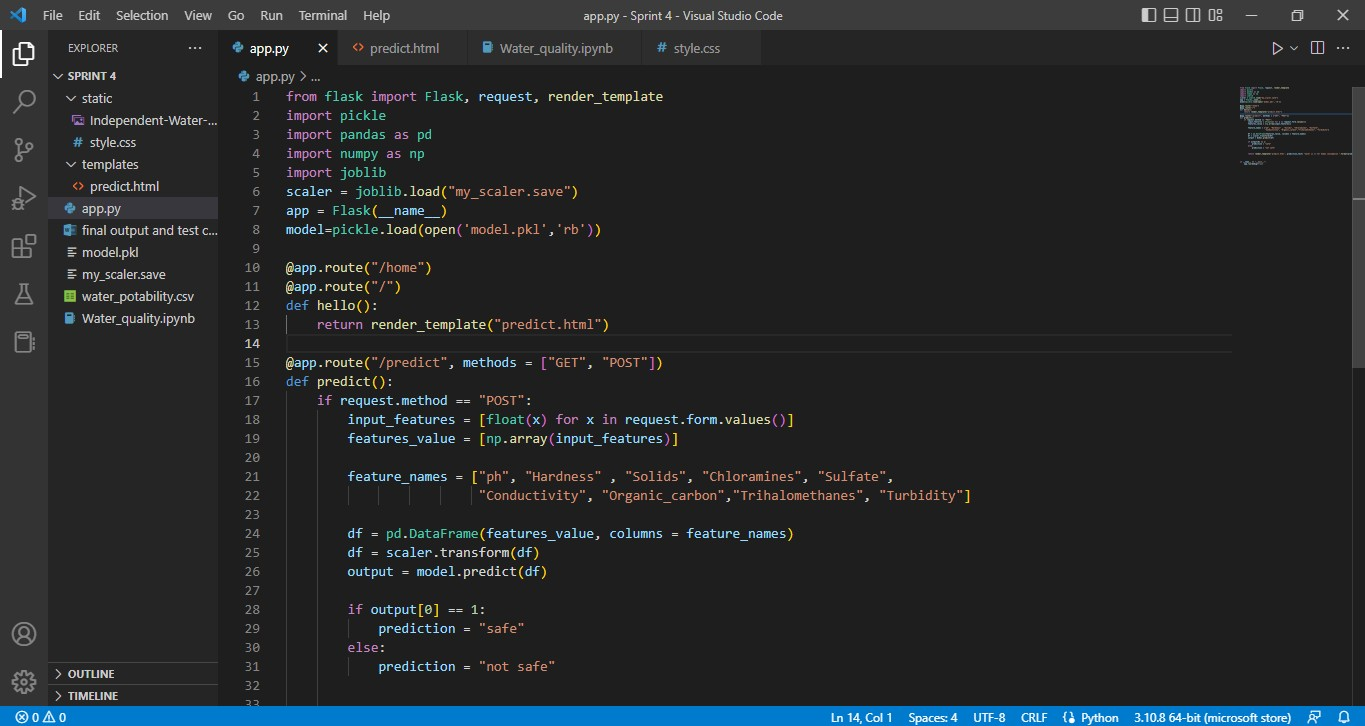 File Edit Selection View Go Run Terminal Help app.py - Sprint 4 - Visual Studio Code
EXPLORER ...
SPRINT 4
static
Independent-Water-...
# style.css
templates
<> predict.html
app.py
final output and test c...
model.pkl
my_scaler.save
water_potability.csv
Water_quality.ipynb
OUTLINE
TIMELINE
app.py <> predict.html Water_quality.ipynb # style.css
app.py > ...
1 from flask import Flask, request, render_template
2 import pickle
3 import pandas as pd
4 import numpy as np
5 import joblib
6 scaler = joblib.load("my_scaler.save")
7 app = Flask(__name__)
8 model=pickle.load(open('model.pkl','rb'))
9
10 @app.route("/home")
11 @app.route("/")
12 def hello():
13     return render_template("predict.html")
14
15 @app.route("/predict", methods = ["GET", "POST"])
16 def predict():
17     if request.method == "POST":
18         input_features = [float(x) for x in request.form.values()]
19         features_value = [np.array(input_features)]
20
21         feature_names = ["ph", "Hardness" , "Solids", "Chloramines", "Sulfate",
22                          "Conductivity", "Organic_carbon","Trihalomethanes", "Turbidity"]
23
24         df = pd.DataFrame(features_value, columns = feature_names)
25         df = scaler.transform(df)
26         output = model.predict(df)
27
28         if output[0] == 1:
29             prediction = "safe"
30         else:
31             prediction = "not safe"
32
33
0 0 Ln 14, Col 1 Spaces: 4 UTF-8 CRLF Python 3.10.8 64-bit (microsoft store)